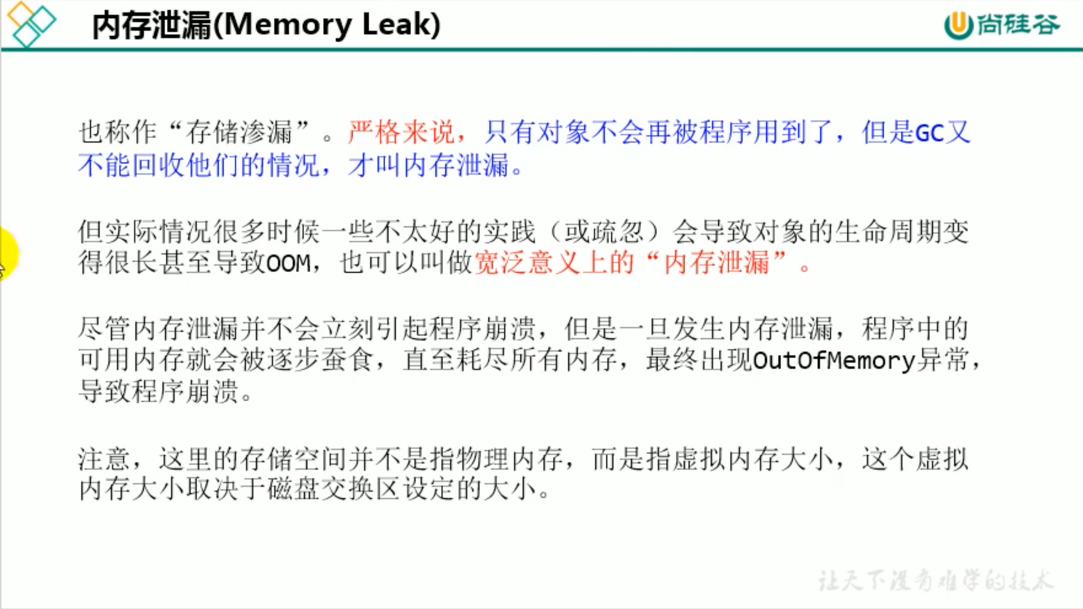 内存泄漏(Memory Leak)
尚硅谷
也称作“存储渗漏”。严格来说，只有对象不会再被程序用到了，但是GC又
不能回收他们的情况，才叫内存泄漏。
但实际情况很多时候一些不太好的实践（或疏忽）会导致对象的生命周期变
得很长甚至导致OOM，也可以叫做宽泛意义上的“内存泄漏”。
尽管内存泄漏并不会立刻引起程序崩溃，但是一旦发生内存泄漏，程序中的
可用内存就会被逐步蚕食，直至耗尽所有内存，最终出现OutOfMemory异常，
导致程序崩溃。
注意，这里的存储空间并不是指物理内存，而是指虚拟内存大小，这个虚拟
内存大小取决于磁盘交换区设定的大小。
让天下没有难学的技术